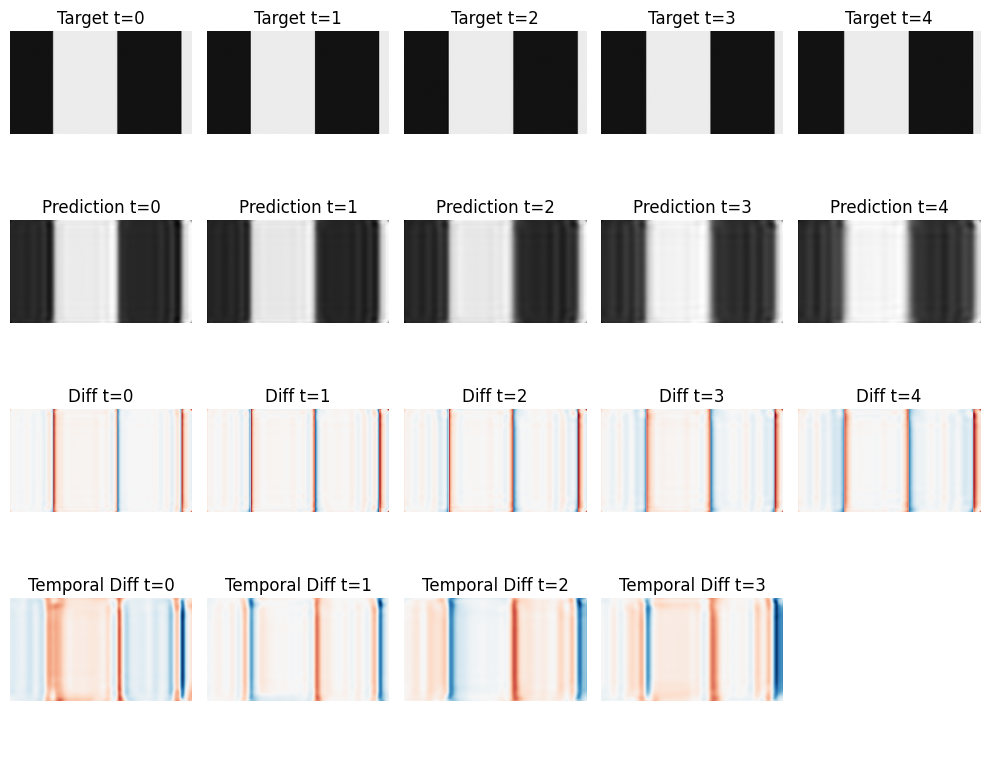 Target t=0 Target t=1 Target t=2 Target t=3 Target t=4
Prediction t=0 Prediction t=1 Prediction t=2 Prediction t=3 Prediction t=4
Diff t=0 Diff t=1 Diff t=2 Diff t=3 Diff t=4
Temporal Diff t=0 Temporal Diff t=1 Temporal Diff t=2 Temporal Diff t=3